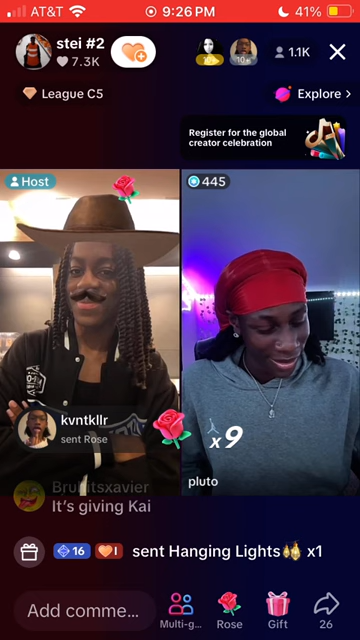 AT&T
9:26PM
41%
stei #2
7.3K
1.1K
League C5
Explore >
Register for the global
creator celebration
Host
445
kvntkllr
sent Rose
x9
pluto
Bruhitsxavier
It's giving Kai
16
I
sent Hanging Lights x1
Add comme...
Multi-g...
Rose
Gift
26